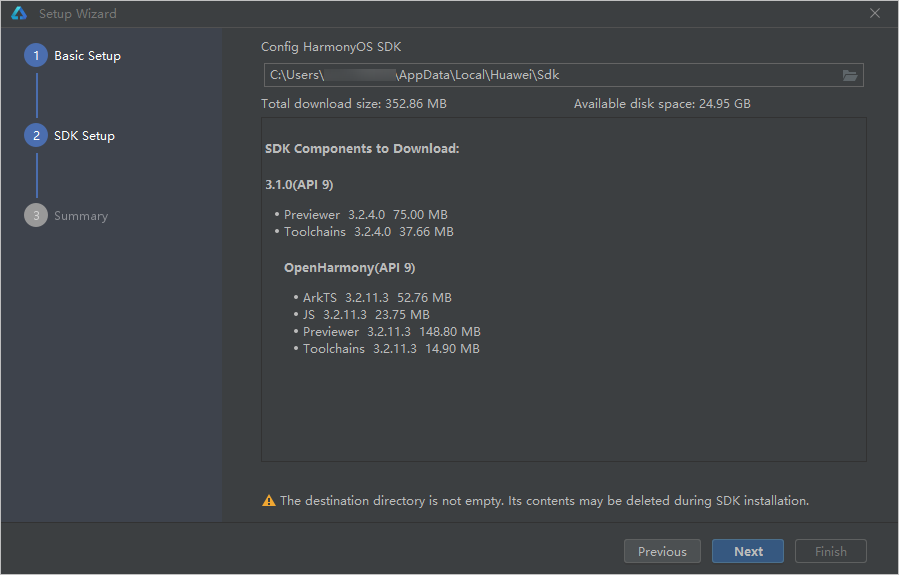 Setup Wizard
1 Basic Setup
2 SDK Setup
3 Summary
Config HarmonyOS SDK
C:\Users\ \AppData\Local\Huawei\Sdk
Total download size: 352.86 MB Available disk space: 24.95 GB
SDK Components to Download:
3.1.0(API 9)
• Previewer 3.2.4.0 75.00 MB
• Toolchains 3.2.4.0 37.66 MB
OpenHarmony(API 9)
• ArkTS 3.2.11.3 52.76 MB
• JS 3.2.11.3 23.75 MB
• Previewer 3.2.11.3 148.80 MB
• Toolchains 3.2.11.3 14.90 MB
The destination directory is not empty. Its contents may be deleted during SDK installation.
Previous Next Finish